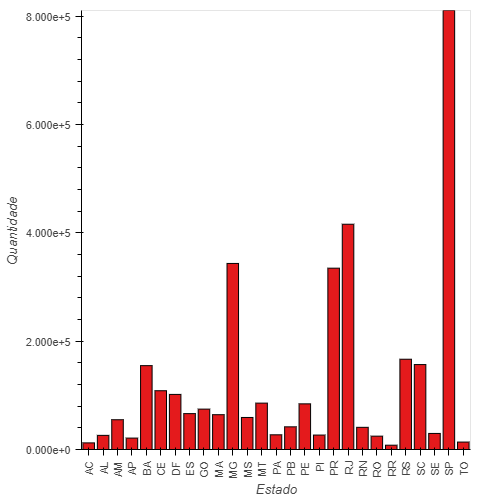 8.000e+5
6.000e+5
4.000e+5
2.000e+5
0.000e+0
Quantidade
AC AL AM AP BA CE DF ES GO MA MG MS MT PA PB PE PI PR RJ RN RO RR RS SC SE SP TO
Estado